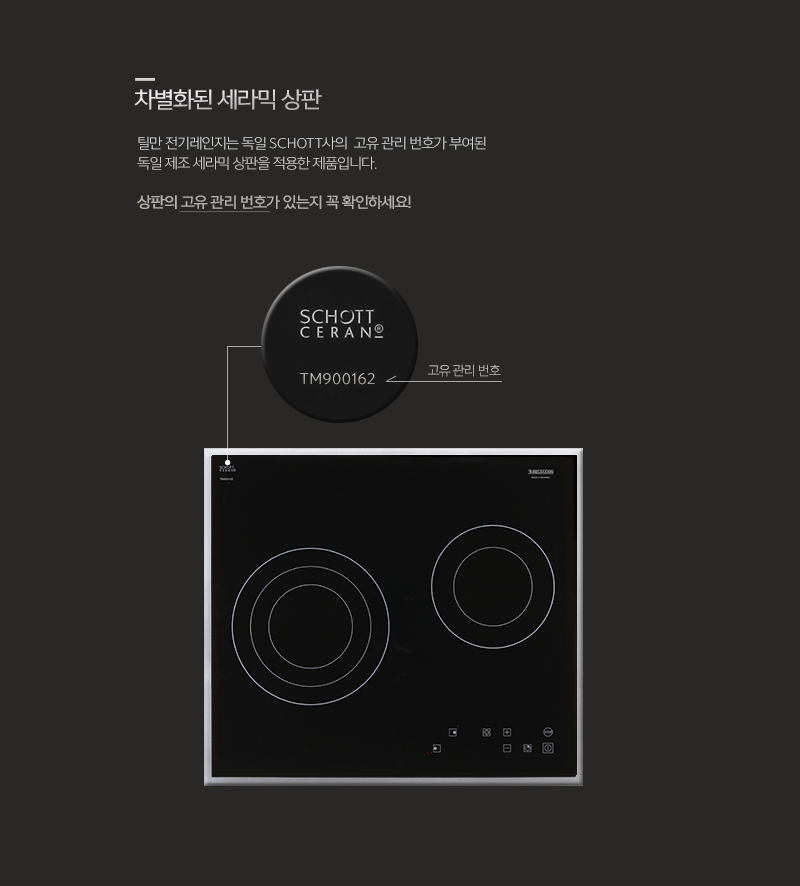 차별화된 세라믹 상판
틸만 전기레인지는 독일 SCHOTT사의 고유 관리 번호가 부여된
독일 제조 세라믹 상판을 적용한 제품입니다.
상판의 고유 관리 번호가 있는지 꼭 확인하세요!
SCHOTT
CERAN®
TM900162
고유 관리 번호
SCHOTT
CERAN